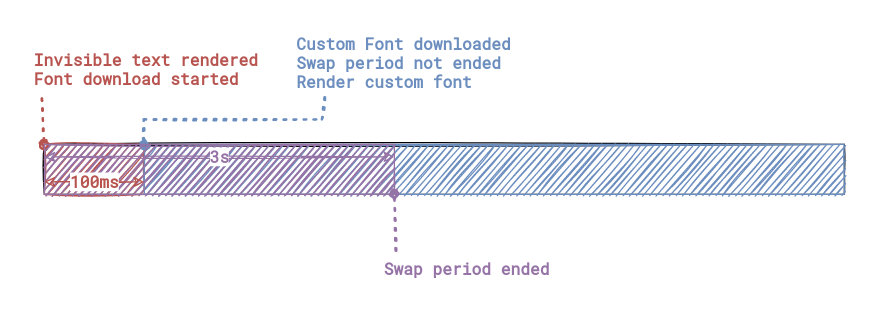 Invisible text rendered
Font download started
Custom Font downloaded
Swap period not ended
Render custom font
3s
100ms
Swap period ended